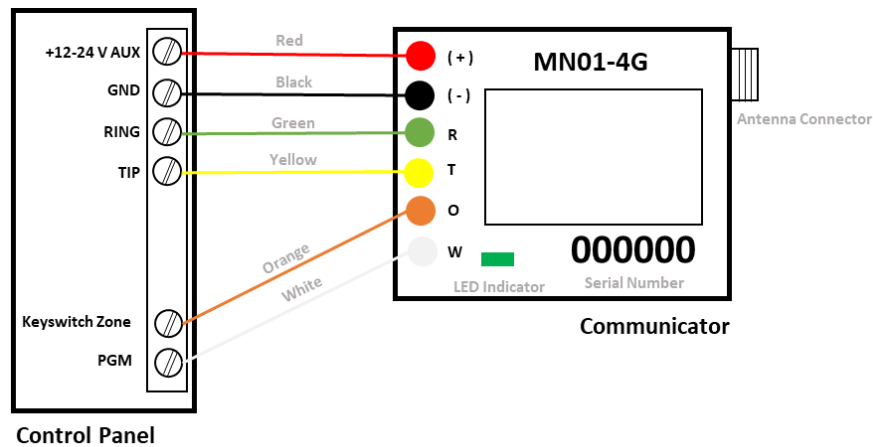 +12-24 V AUX
GND
RING
TIP
Keyswitch Zone
PGM
Control Panel
Red
Black
Green
Yellow
Orange
White
(+)
(-)
R
T
O
W
MN01-4G
000000
LED Indicator
Serial Number
Communicator
Antenna Connector